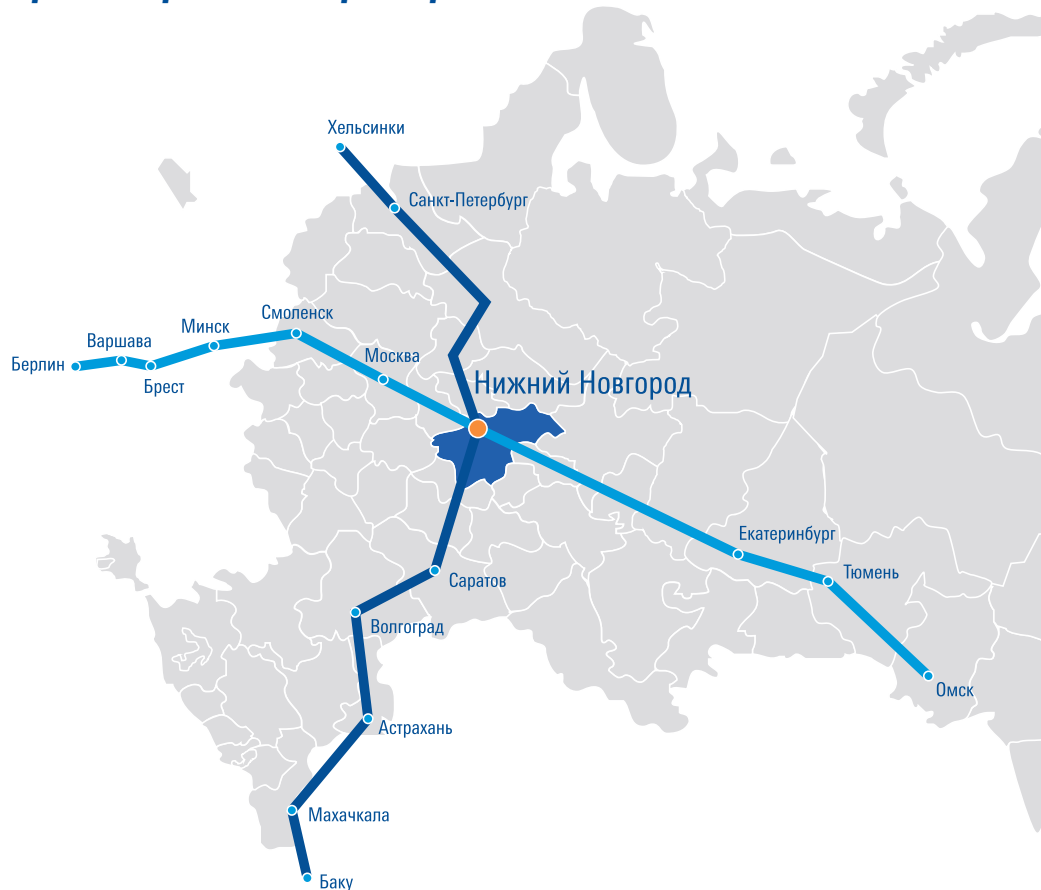 Хельсинки
Санкт-Петербург
Смоленск
Минск
Варшава
Берлин
Москва
Брест
Нижний Новгород
Екатеринбург
Тюмень
Саратов
Волгоград
Омск
Астрахань
Махачкала
Баку